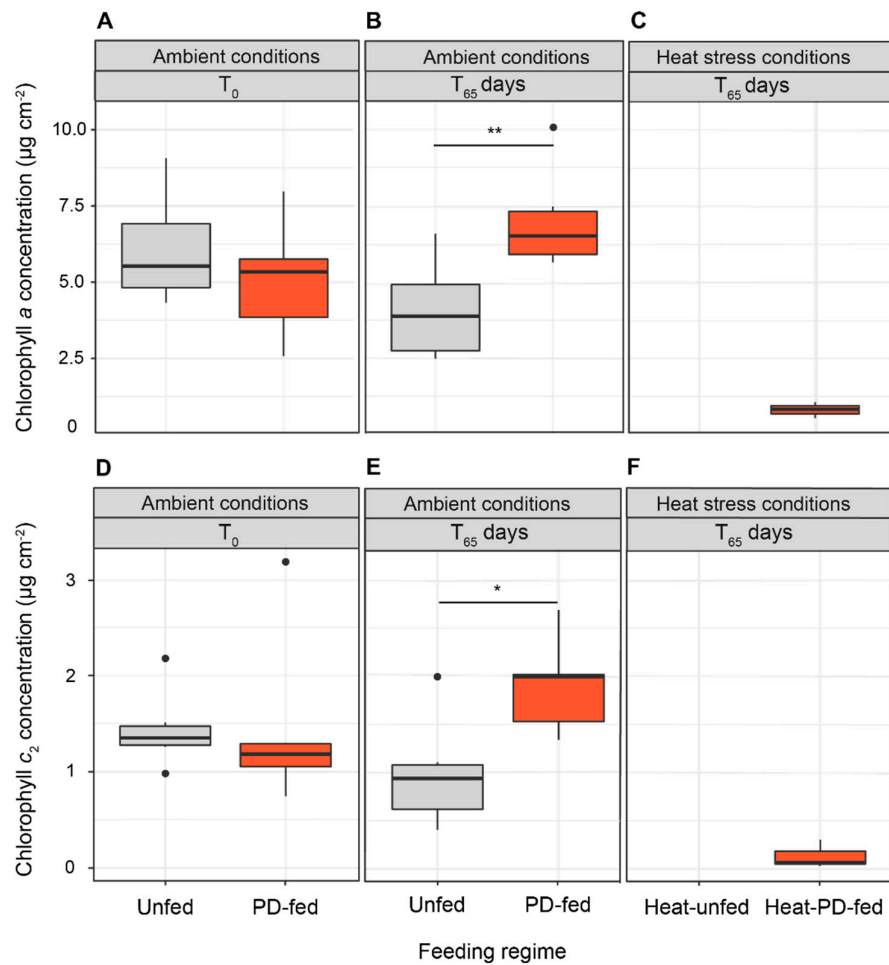 A B C
Ambient conditions Ambient conditions Heat stress conditions
T₀ T₆₅ days T₆₅ days
Chlorophyll a concentration (µg cm⁻²)
10.0
**
7.5
5.0
2.5
0
D E F
Ambient conditions Ambient conditions Heat stress conditions
T₀ T₆₅ days T₆₅ days
Chlorophyll c₂ concentration (µg cm⁻²)
3
*
2
1
0
Unfed PD-fed Unfed PD-fed Heat-unfed Heat-PD-fed
Feeding regime